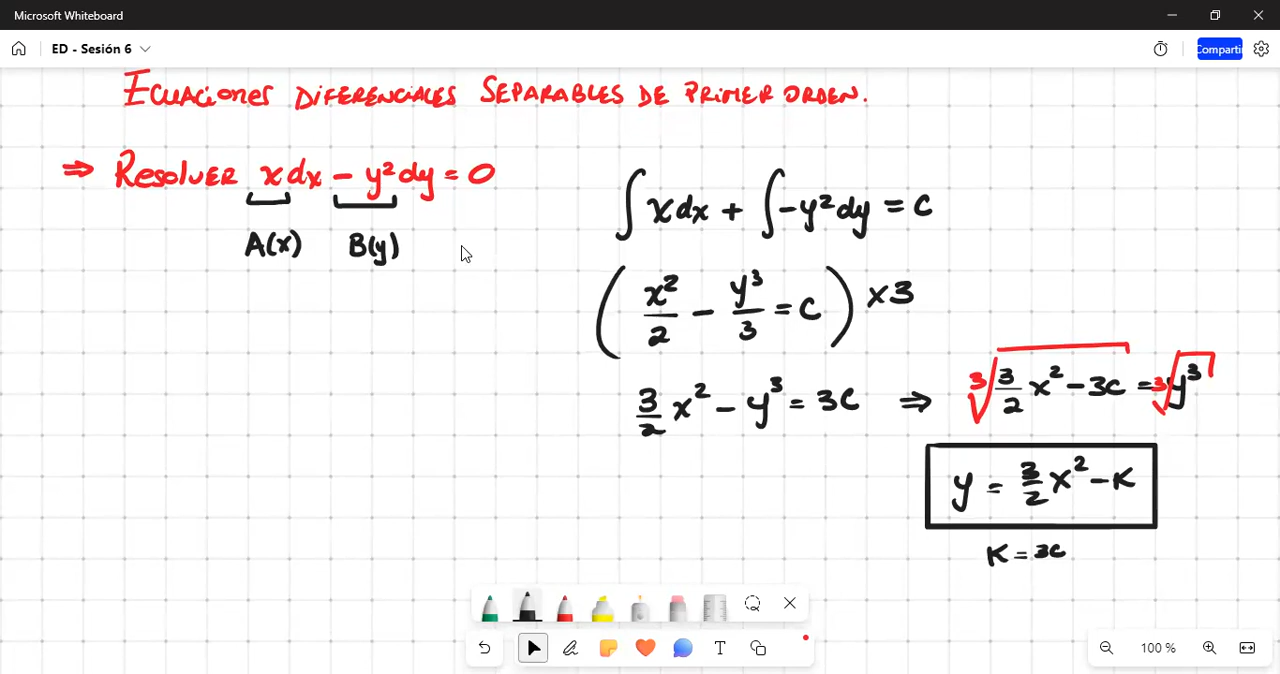 Microsoft Whiteboard
ED - Sesión 6
Compartir
ECUACIONES DIFERENCIALES SEPARABLES DE PRIMER ORDEN.
⇒ RESOLVER xdx - y²dy = 0
A(x) B(y)
∫xdx + ∫-y²dy = C
(x²/2 - y³/3 = C) ×3
3/2 x² - y³ = 3C ⇒ ³√(3/2 x² - 3C) = ³√y³
y = 3/2 x² - K
K = 3C
T
100 %